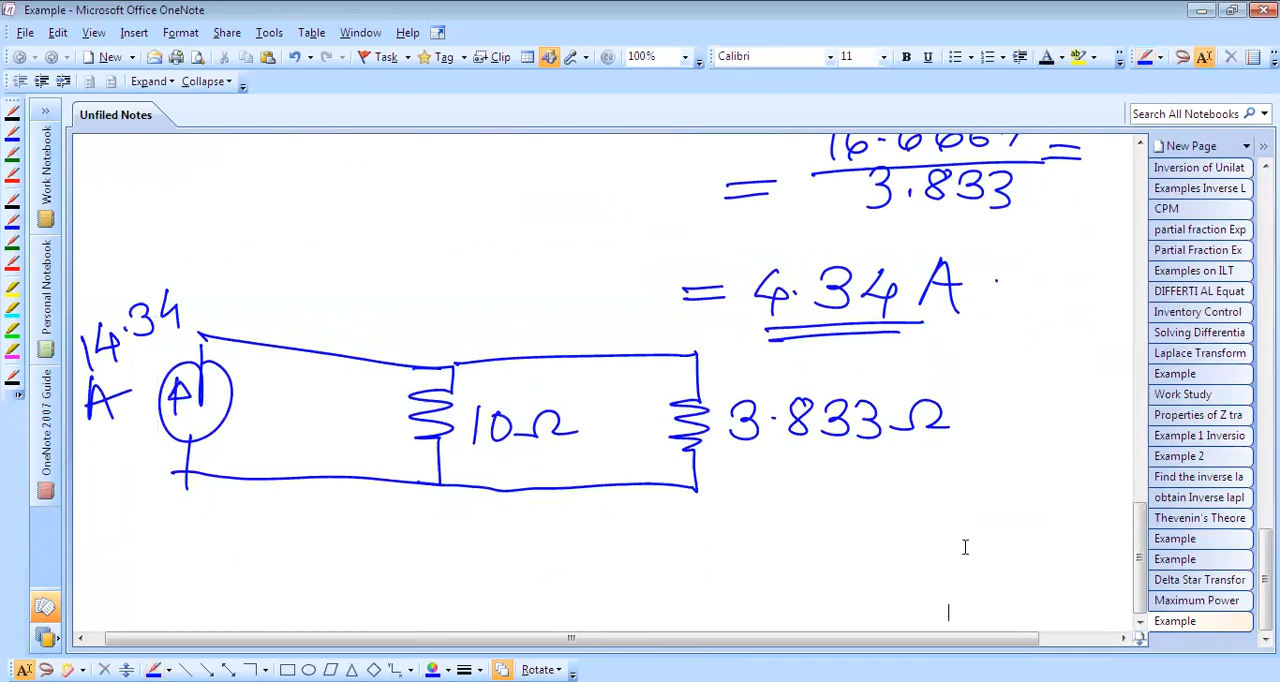 Example - Microsoft Office OneNote
File Edit View Insert Format Share Tools Table Window Help
New Task Tag Clip 100% Calibri 11 B
Expand Collapse
Unfiled Notes
Search All Notebooks
Work Notebook
Personal Notebook
OneNote 2007 Guide
= 16.6667 =
3.833
= 4.34 A
14.34
A
10Ω
3.833Ω
New Page
Inversion of Unilat
Examples Inverse L
CPM
partial fraction Exp
Partial Fraction Ex
Examples on ILT
DIFFERTI AL Equat
Inventory Control
Solving Differentia
Laplace Transform
Example
Work Study
Properties of Z tra
Example 1 Inversio
Example 2
Find the inverse la
obtain Inverse lapl
Thevenin's Theore
Example
Example
Delta Star Transfor
Maximum Power
Example
Rotate